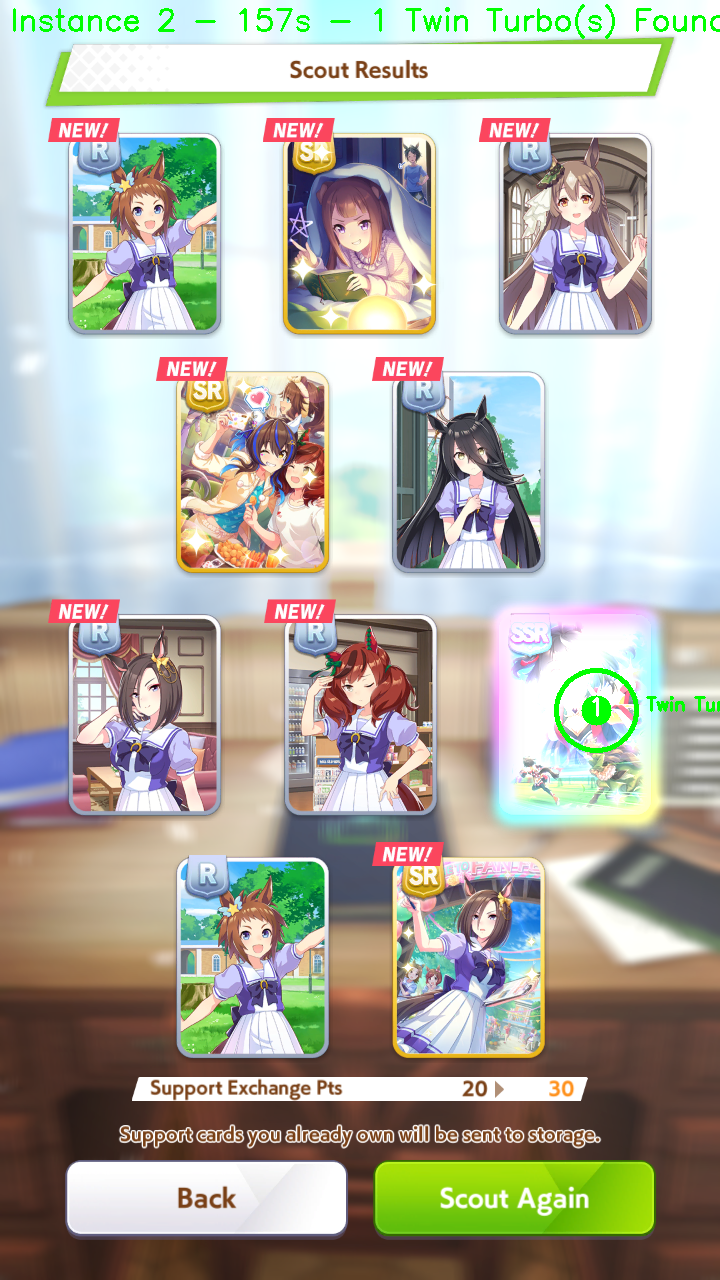 Instance 2 - 157s - 1 Twin Turbo(s) Found
Scout Results
NEW! NEW! NEW!
R SR R
NEW! NEW!
SR R
NEW! NEW!
R R SSR
1 Twin Tur
NEW!
R SR
Support Exchange Pts 20 30
Support cards you already own will be sent to storage.
Back Scout Again